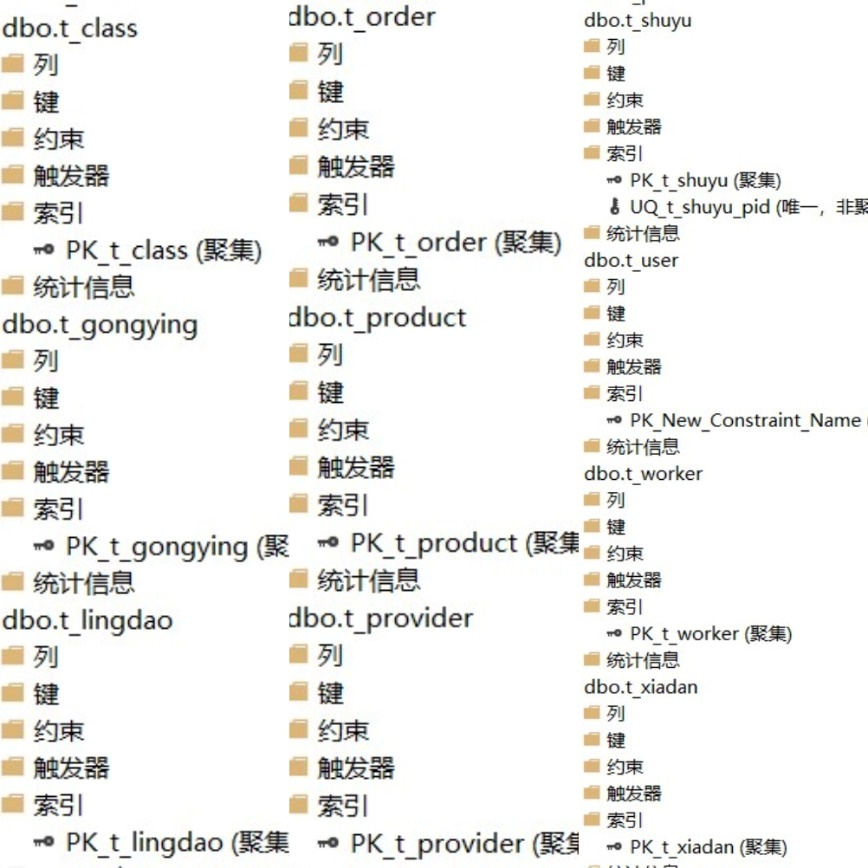 dbo.t_class
列
键
约束
触发器
索引
PK_t_class (聚集)
统计信息
dbo.t_gongying
列
键
约束
触发器
索引
PK_t_gongying (聚
统计信息
dbo.t_lingdao
列
键
约束
触发器
索引
PK_t_lingdao (聚集
dbo.t_order
列
键
约束
触发器
索引
PK_t_order (聚集)
统计信息
dbo.t_product
列
键
约束
触发器
索引
PK_t_product (聚集
统计信息
dbo.t_provider
列
键
约束
触发器
索引
PK_t_provider (聚集
dbo.t_shuyu
列
键
约束
触发器
索引
PK_t_shuyu (聚集)
UQ_t_shuyu_pid (唯一，非聚
统计信息
dbo.t_user
列
键
约束
触发器
索引
PK_New_Constraint_Name (
统计信息
dbo.t_worker
列
键
约束
触发器
索引
PK_t_worker (聚集)
统计信息
dbo.t_xiadan
列
键
约束
触发器
索引
PK_t_xiadan (聚集)